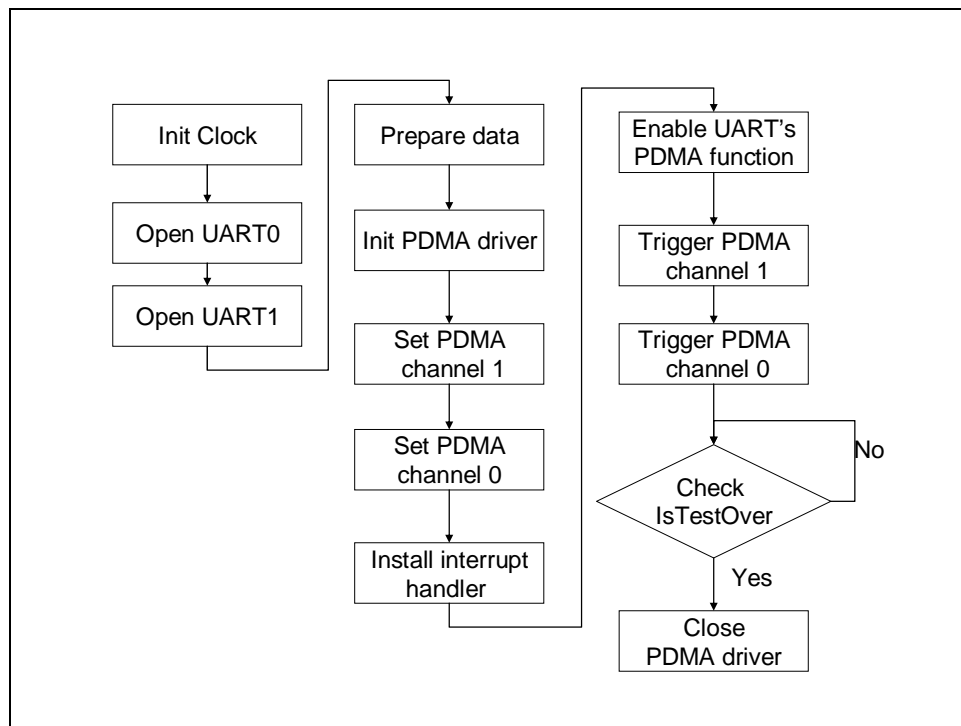 Init Clock
Open UART0
Open UART1
Prepare data
Init PDMA driver
Set PDMA
channel 1
Set PDMA
channel 0
Install interrupt
handler
Enable UART's
PDMA function
Trigger PDMA
channel 1
Trigger PDMA
channel 0
No
Check
IsTestOver
Yes
Close
PDMA driver